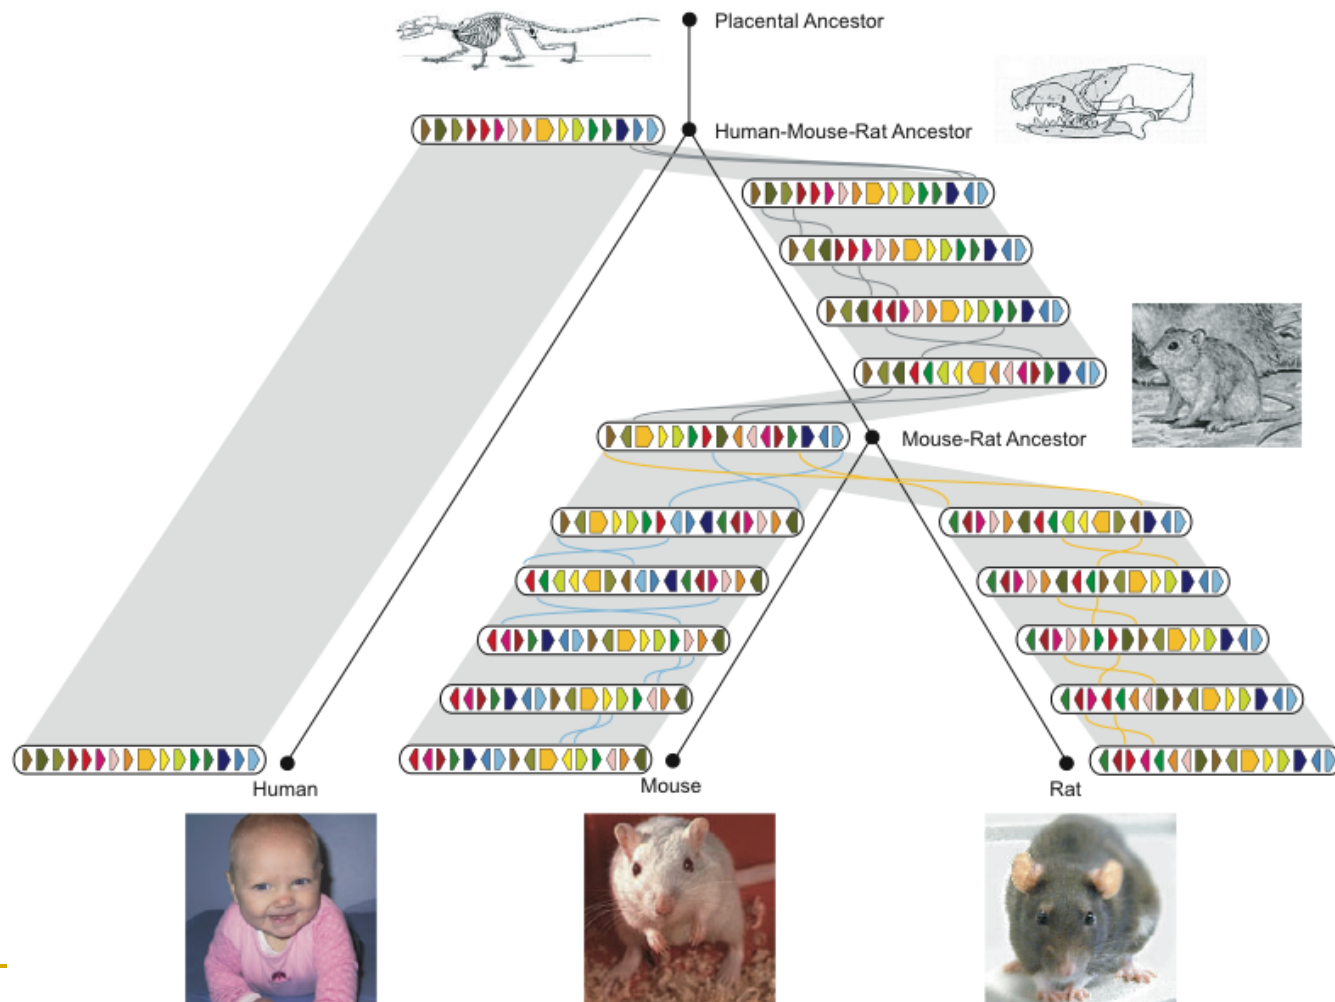 Placental Ancestor
Human-Mouse-Rat Ancestor
Mouse-Rat Ancestor
Human
Mouse
Rat